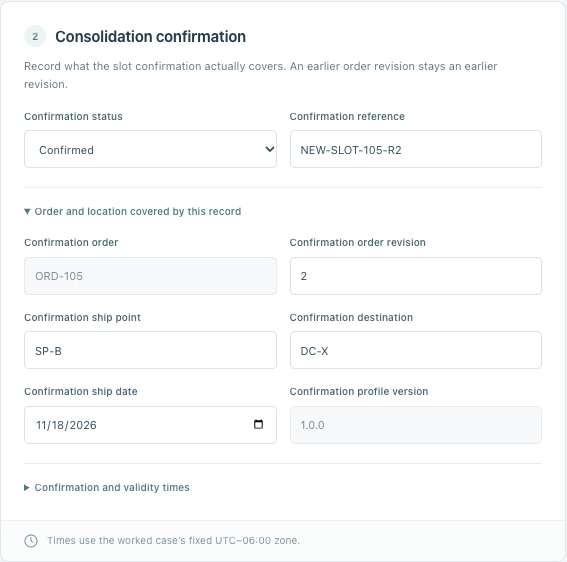 2 Consolidation confirmation
Record what the slot confirmation actually covers. An earlier order revision stays an earlier
revision.
Confirmation status Confirmation reference
Confirmed NEW-SLOT-105-R2
▼ Order and location covered by this record
Confirmation order Confirmation order revision
ORD-105 2
Confirmation ship point Confirmation destination
SP-B DC-X
Confirmation ship date Confirmation profile version
11/18/2026 1.0.0
▶ Confirmation and validity times
Times use the worked case's fixed UTC−06:00 zone.